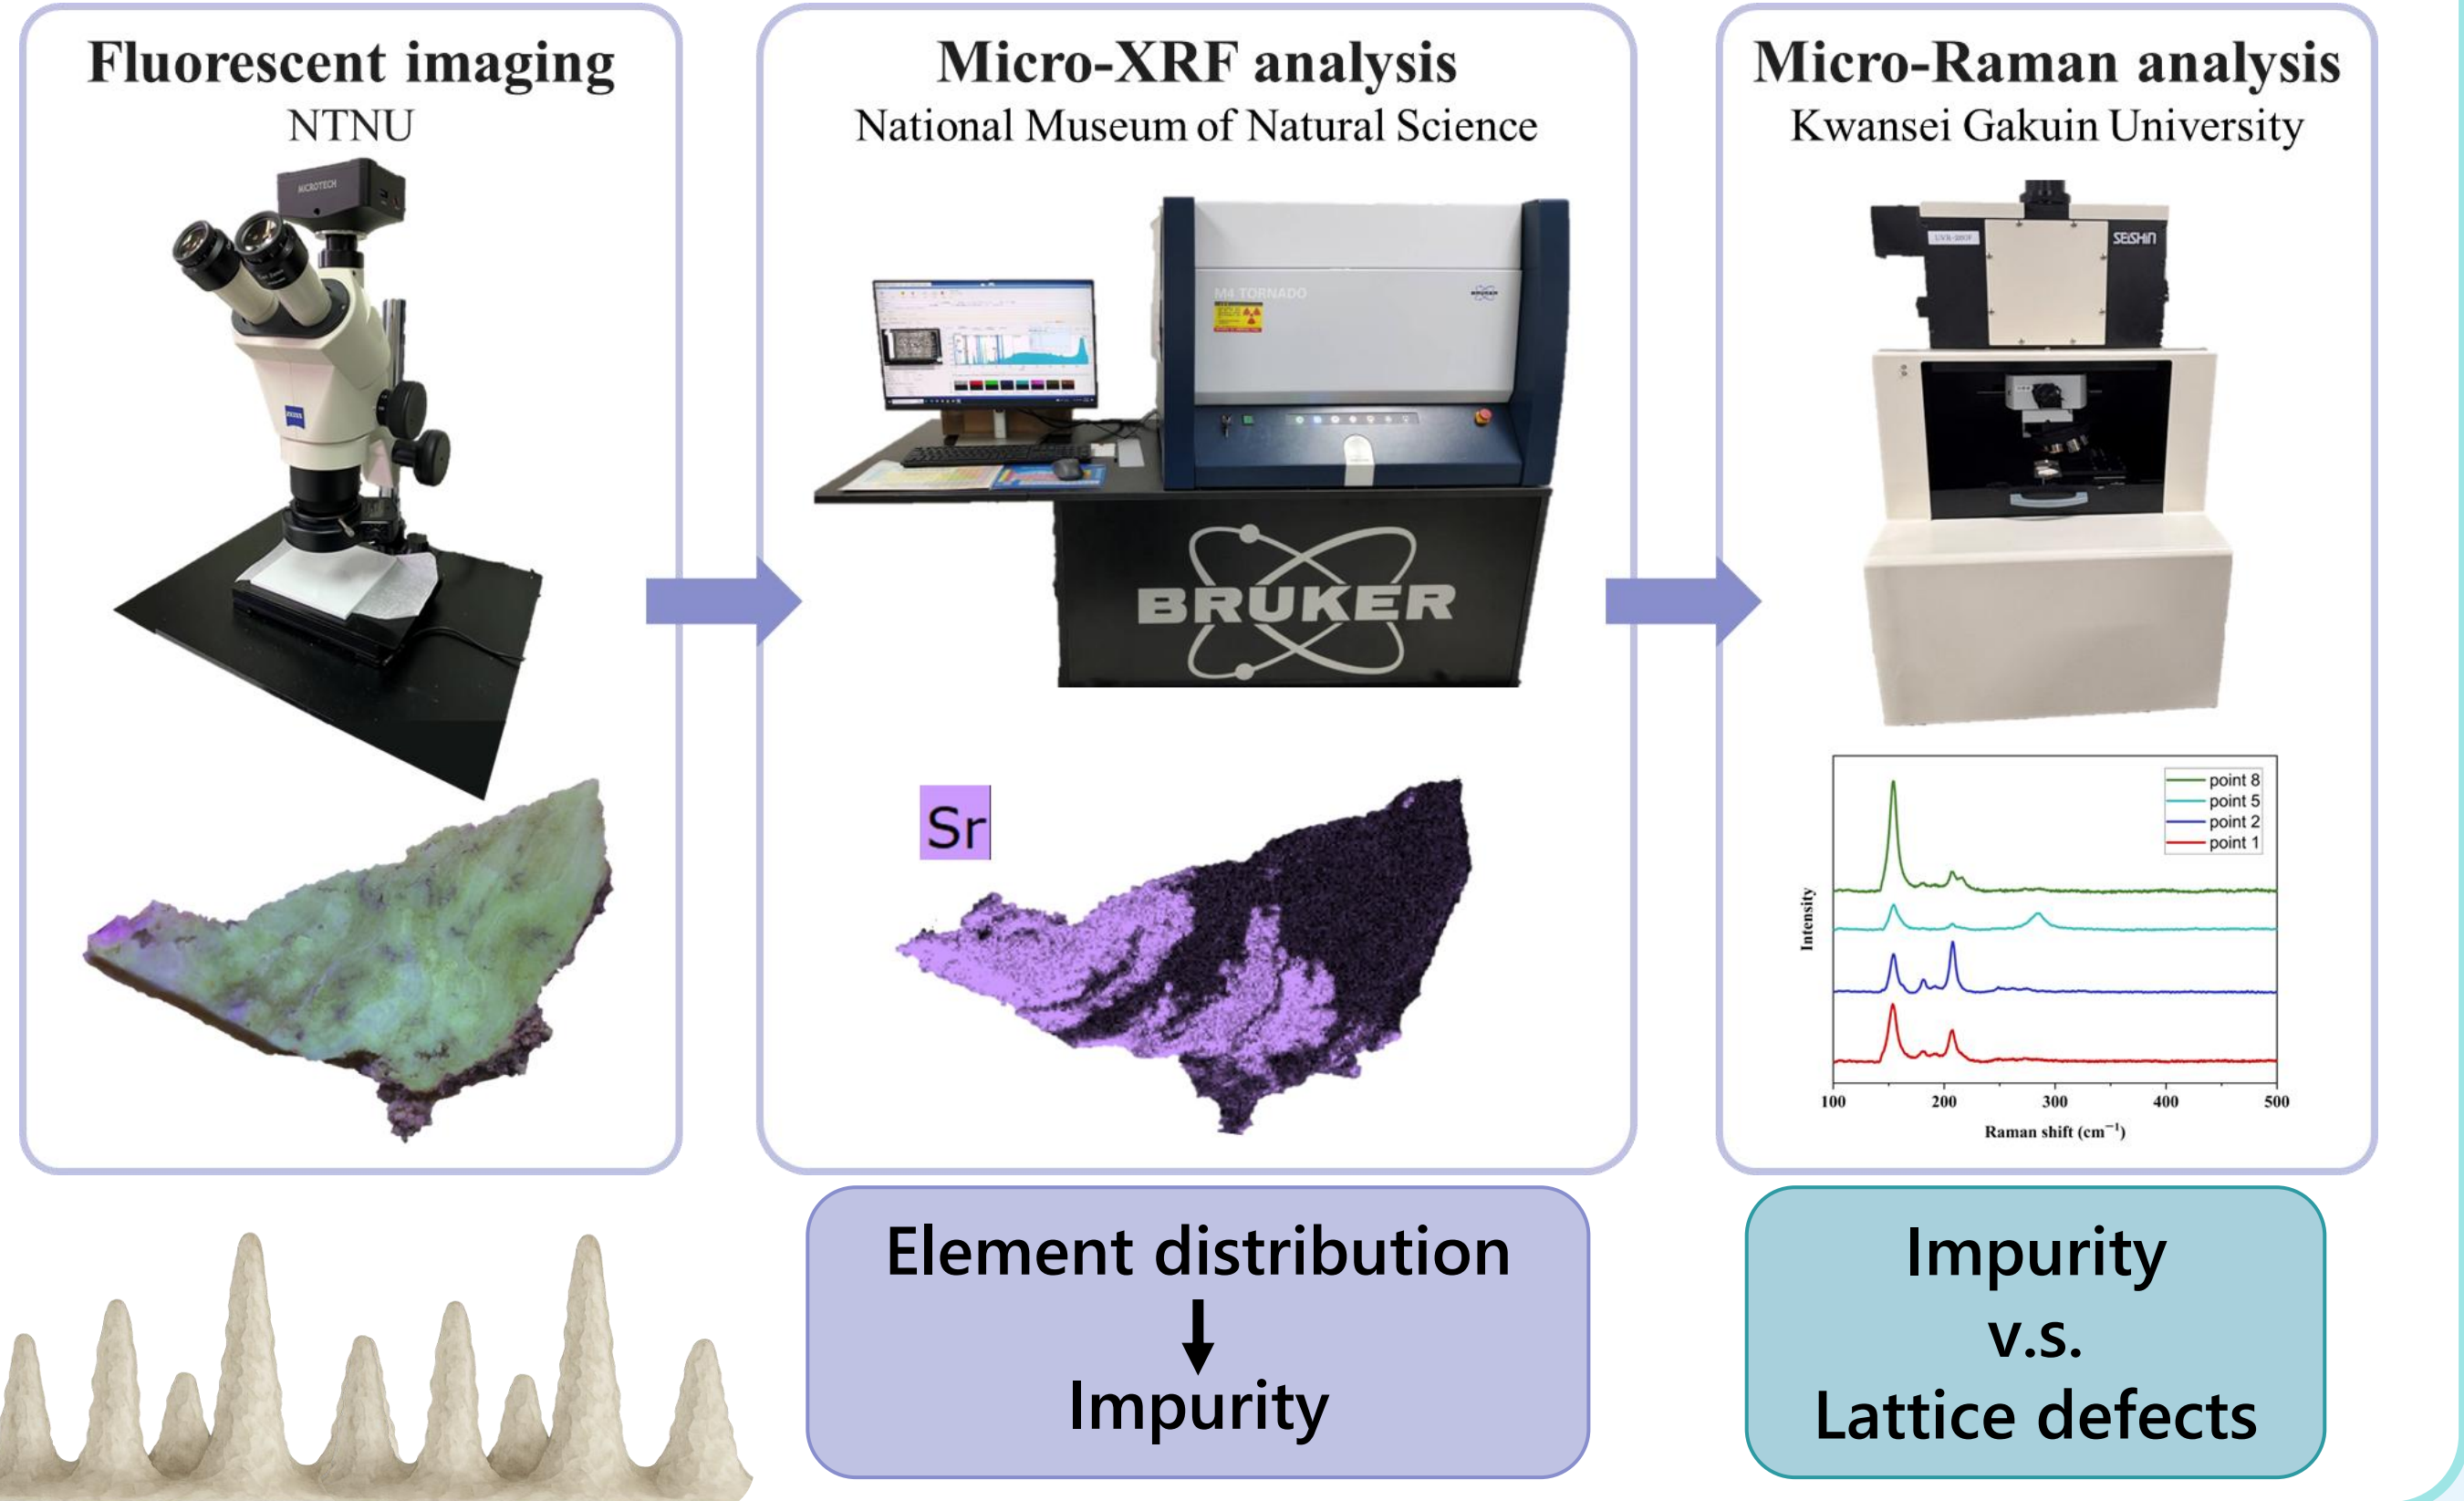 Fluorescent imaging
NTNU
MICROTECH
ZEISS
Micro-XRF analysis
National Museum of Natural Science
M4 TORNADO
BRUKER
BRUKER
Sr
Micro-Raman analysis
Kwansei Gakuin University
SEISHIN
point 8
point 5
point 2
point 1
Intensity
100 200 300 400 500
Raman shift (cm⁻¹)
Element distribution
Impurity
Impurity
v.s.
Lattice defects